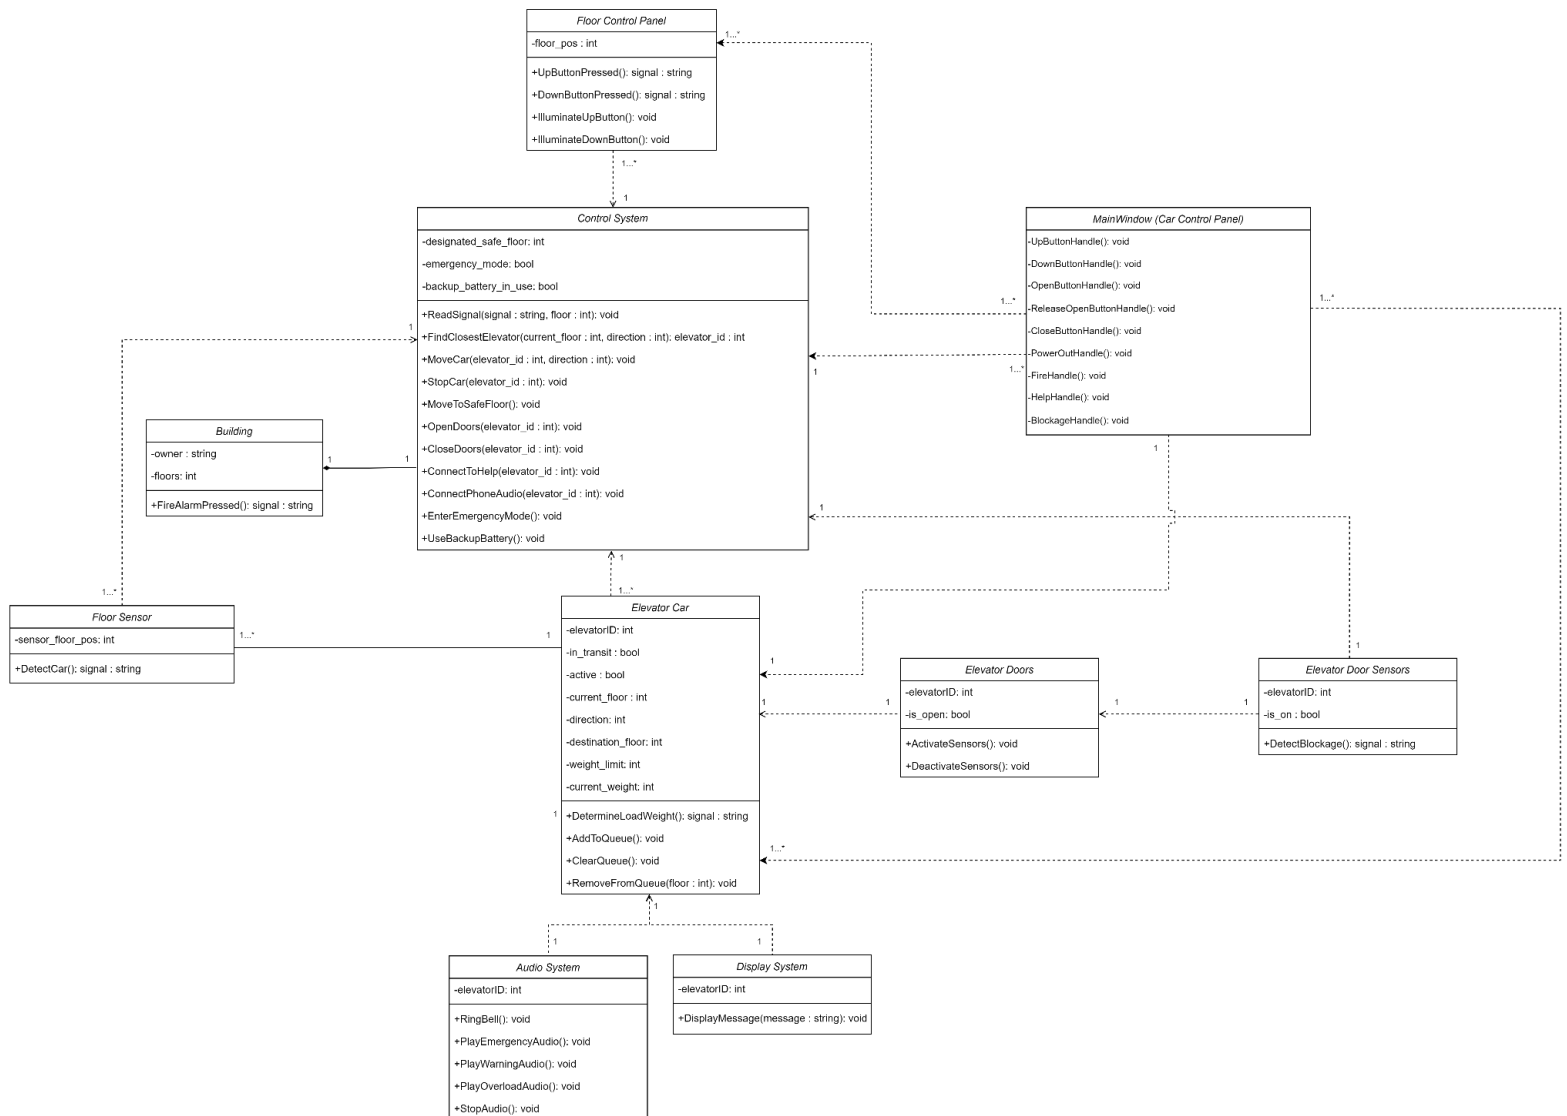 Floor Control Panel
-floor_pos : int
+UpButtonPressed(): signal : string
+DownButtonPressed(): signal : string
+IlluminateUpButton(): void
+IlluminateDownButton(): void
1...*
1...*
1
Control System
-designated_safe_floor: int
-emergency_mode: bool
-backup_battery_in_use: bool
+ReadSignal(signal : string, floor : int): void
+FindClosestElevator(current_floor : int, direction : int): elevator_id : int
+MoveCar(elevator_id : int, direction : int): void
+StopCar(elevator_id : int): void
+MoveToSafeFloor(): void
+OpenDoors(elevator_id : int): void
+CloseDoors(elevator_id : int): void
+ConnectToHelp(elevator_id : int): void
+ConnectPhoneAudio(elevator_id : int): void
+EnterEmergencyMode(): void
+UseBackupBattery(): void
MainWindow (Car Control Panel)
-UpButtonHandle(): void
-DownButtonHandle(): void
-OpenButtonHandle(): void
-ReleaseOpenButtonHandle(): void
-CloseButtonHandle(): void
-PowerOutHandle(): void
-FireHandle(): void
-HelpHandle(): void
-BlockageHandle(): void
1...*
1...*
1
1...*
1
1
Building
-owner : string
-floors: int
+FireAlarmPressed(): signal : string
1
1
1
1
1...*
1...*
Floor Sensor
-sensor_floor_pos: int
+DetectCar(): signal : string
1...*
1
Elevator Car
-elevatorID: int
-in_transit : bool
-active : bool
-current_floor : int
-direction: int
-destination_floor: int
-weight_limit: int
-current_weight: int
+DetermineLoadWeight(): signal : string
+AddToQueue(): void
+ClearQueue(): void
+RemoveFromQueue(floor : int): void
1
1
1
1
1
1
1
1...*
Elevator Doors
-elevatorID: int
-is_open: bool
+ActivateSensors(): void
+DeactivateSensors(): void
Elevator Door Sensors
-elevatorID: int
-is_on : bool
+DetectBlockage(): signal : string
1
1
1
Audio System
-elevatorID: int
+RingBell(): void
+PlayEmergencyAudio(): void
+PlayWarningAudio(): void
+PlayOverloadAudio(): void
+StopAudio(): void
Display System
-elevatorID: int
+DisplayMessage(message : string): void